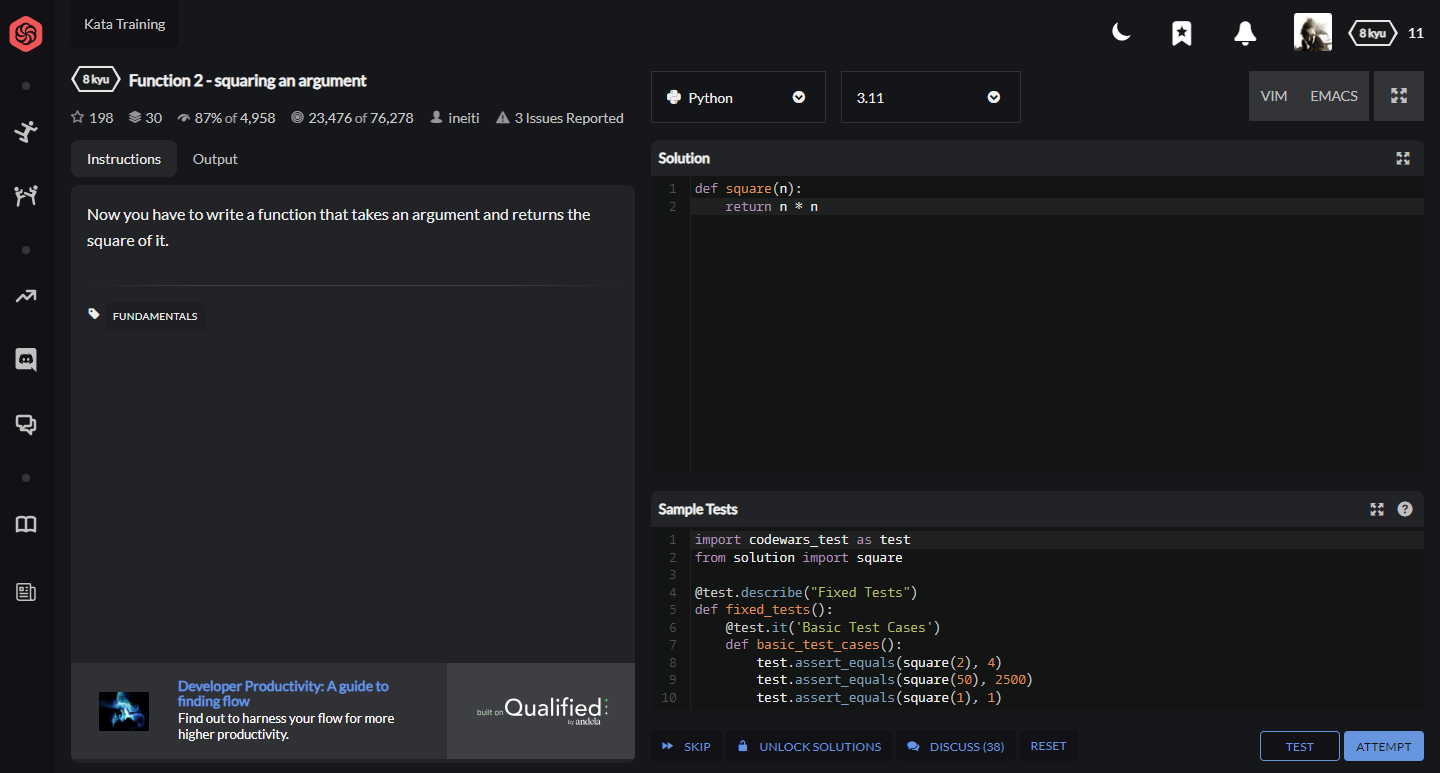 Kata Training
8 kyu 11
8 kyu Function 2 - squaring an argument
198 30 87% of 4,958 23,476 of 76,278 ineiti 3 Issues Reported
Instructions Output
Now you have to write a function that takes an argument and returns the
square of it.
FUNDAMENTALS
Developer Productivity: A guide to
finding flow
Find out to harness your flow for more
higher productivity.
built on Qualified
by andela
Python 3.11 VIM EMACS
Solution
1 def square(n):
2     return n * n
Sample Tests ?
1 import codewars_test as test
2 from solution import square
3
4 @test.describe("Fixed Tests")
5 def fixed_tests():
6     @test.it('Basic Test Cases')
7     def basic_test_cases():
8         test.assert_equals(square(2), 4)
9         test.assert_equals(square(50), 2500)
10         test.assert_equals(square(1), 1)
SKIP UNLOCK SOLUTIONS DISCUSS (38) RESET TEST ATTEMPT